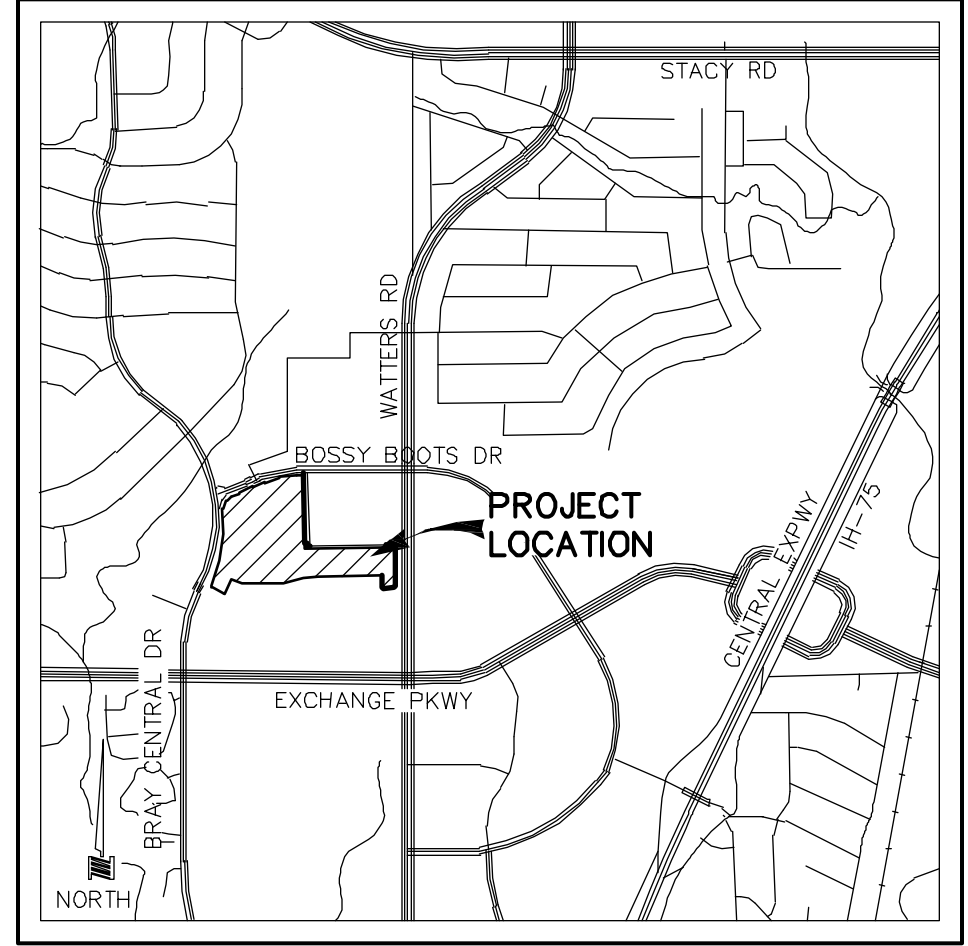 STACY RD
WATTERS RD
BOSSY BOOTS DR
PROJECT
LOCATION
CENTRAL EXPWY
IH-75
EXCHANGE PKWY
BRAY CENTRAL DR
NORTH